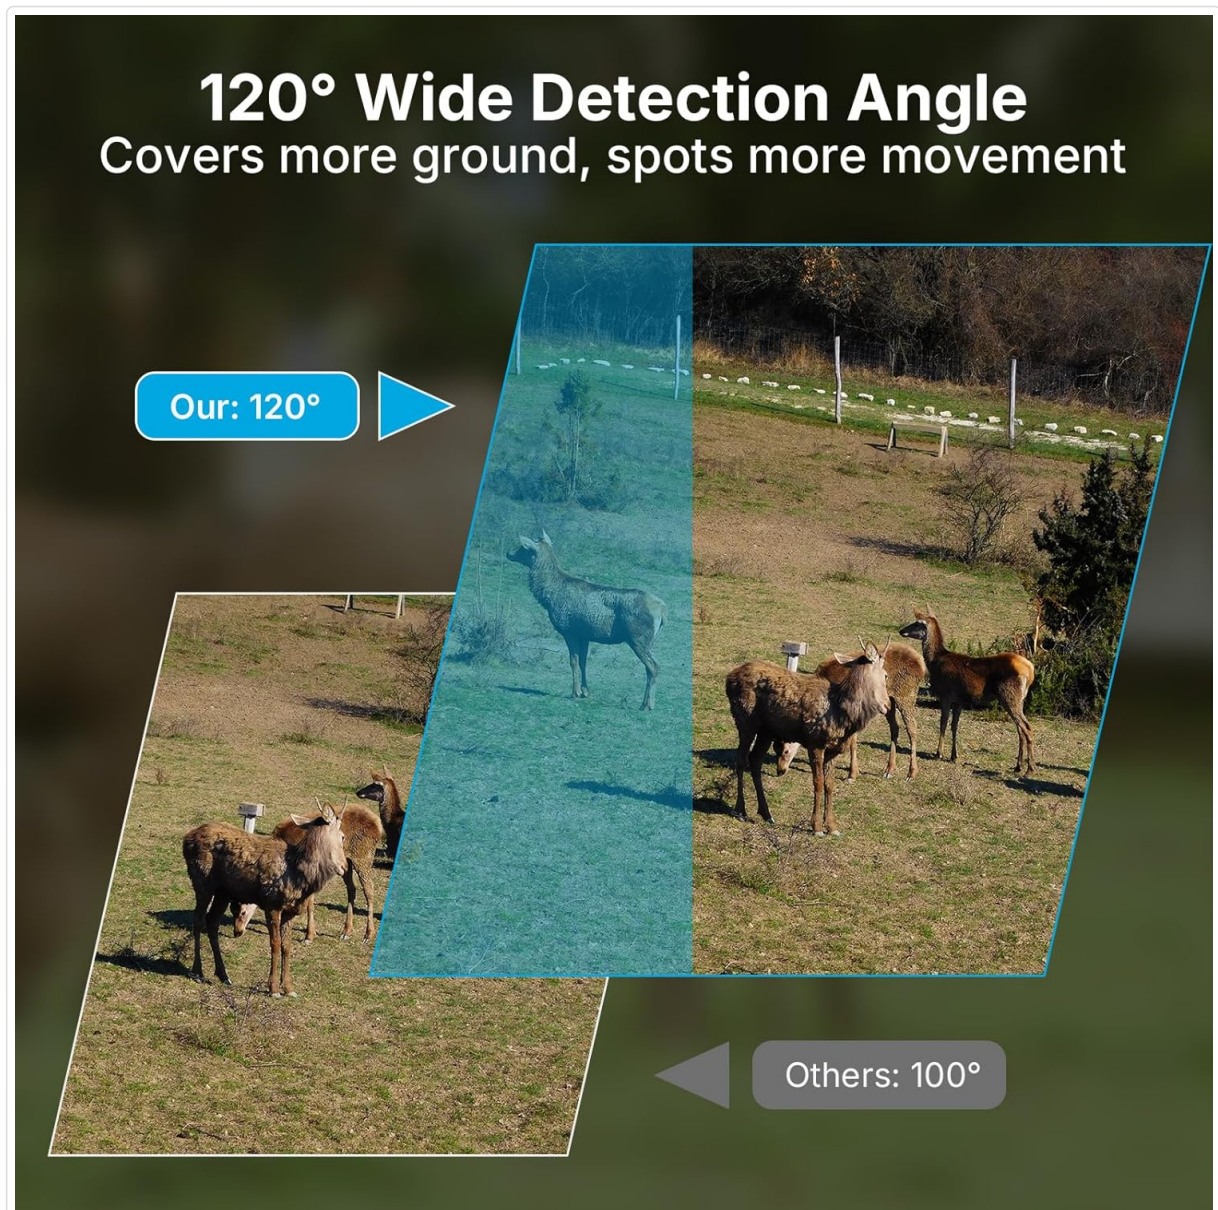 120° Wide Detection Angle
Covers more ground, spots more movement
Our: 120°
Others: 100°